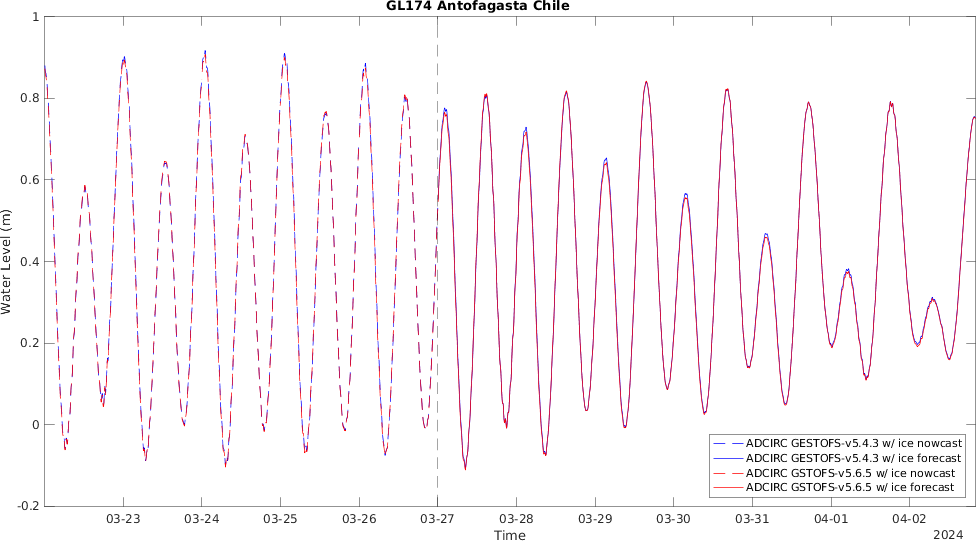 GL174 Antofagasta Chile
1
0.8
0.6
0.4
0.2
0
-0.2
Water Level (m)
03-23 03-24 03-25 03-26 03-27 03-28 03-29 03-30 03-31 04-01 04-02
Time
2024
ADCIRC GESTOFS-v5.4.3 w/ ice nowcast
ADCIRC GESTOFS-v5.4.3 w/ ice forecast
ADCIRC GSTOFS-v5.6.5 w/ ice nowcast
ADCIRC GSTOFS-v5.6.5 w/ ice forecast